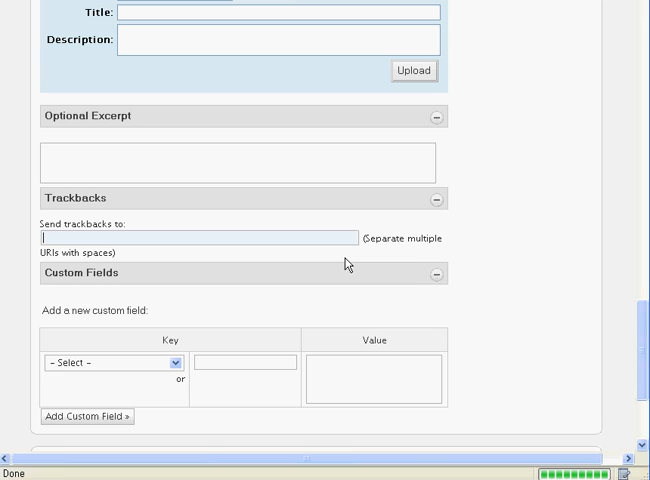 Title:
Description:
Upload
Optional Excerpt
Trackbacks
Send trackbacks to:
(Separate multiple
URIs with spaces)
Custom Fields
Add a new custom field:
Key Value
– Select –
or
Add Custom Field »
Done